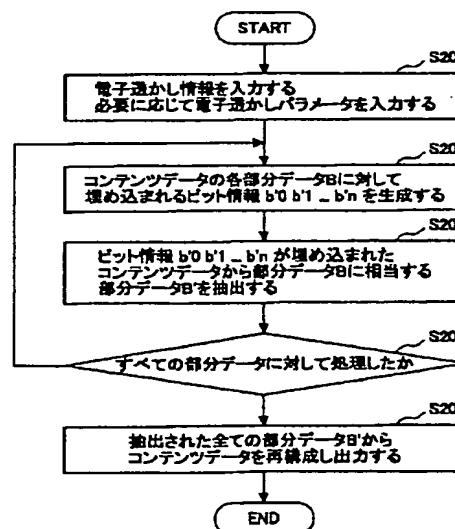 START
S20
電子透かし情報を入力する
必要に応じて電子透かしパラメータを入力する
S20
コンテンツデータの各部分データBに対して
埋め込まれるビット情報 b'0 b'1 _ b'n を生成する
S20
ビット情報 b'0 b'1 _ b'n が埋め込まれた
コンテンツデータから部分データBに相当する
部分データB'を抽出する
S20
すべての部分データに対して処理したか
S20
抽出された全ての部分データB'から
コンテンツデータを再構成し出力する
END